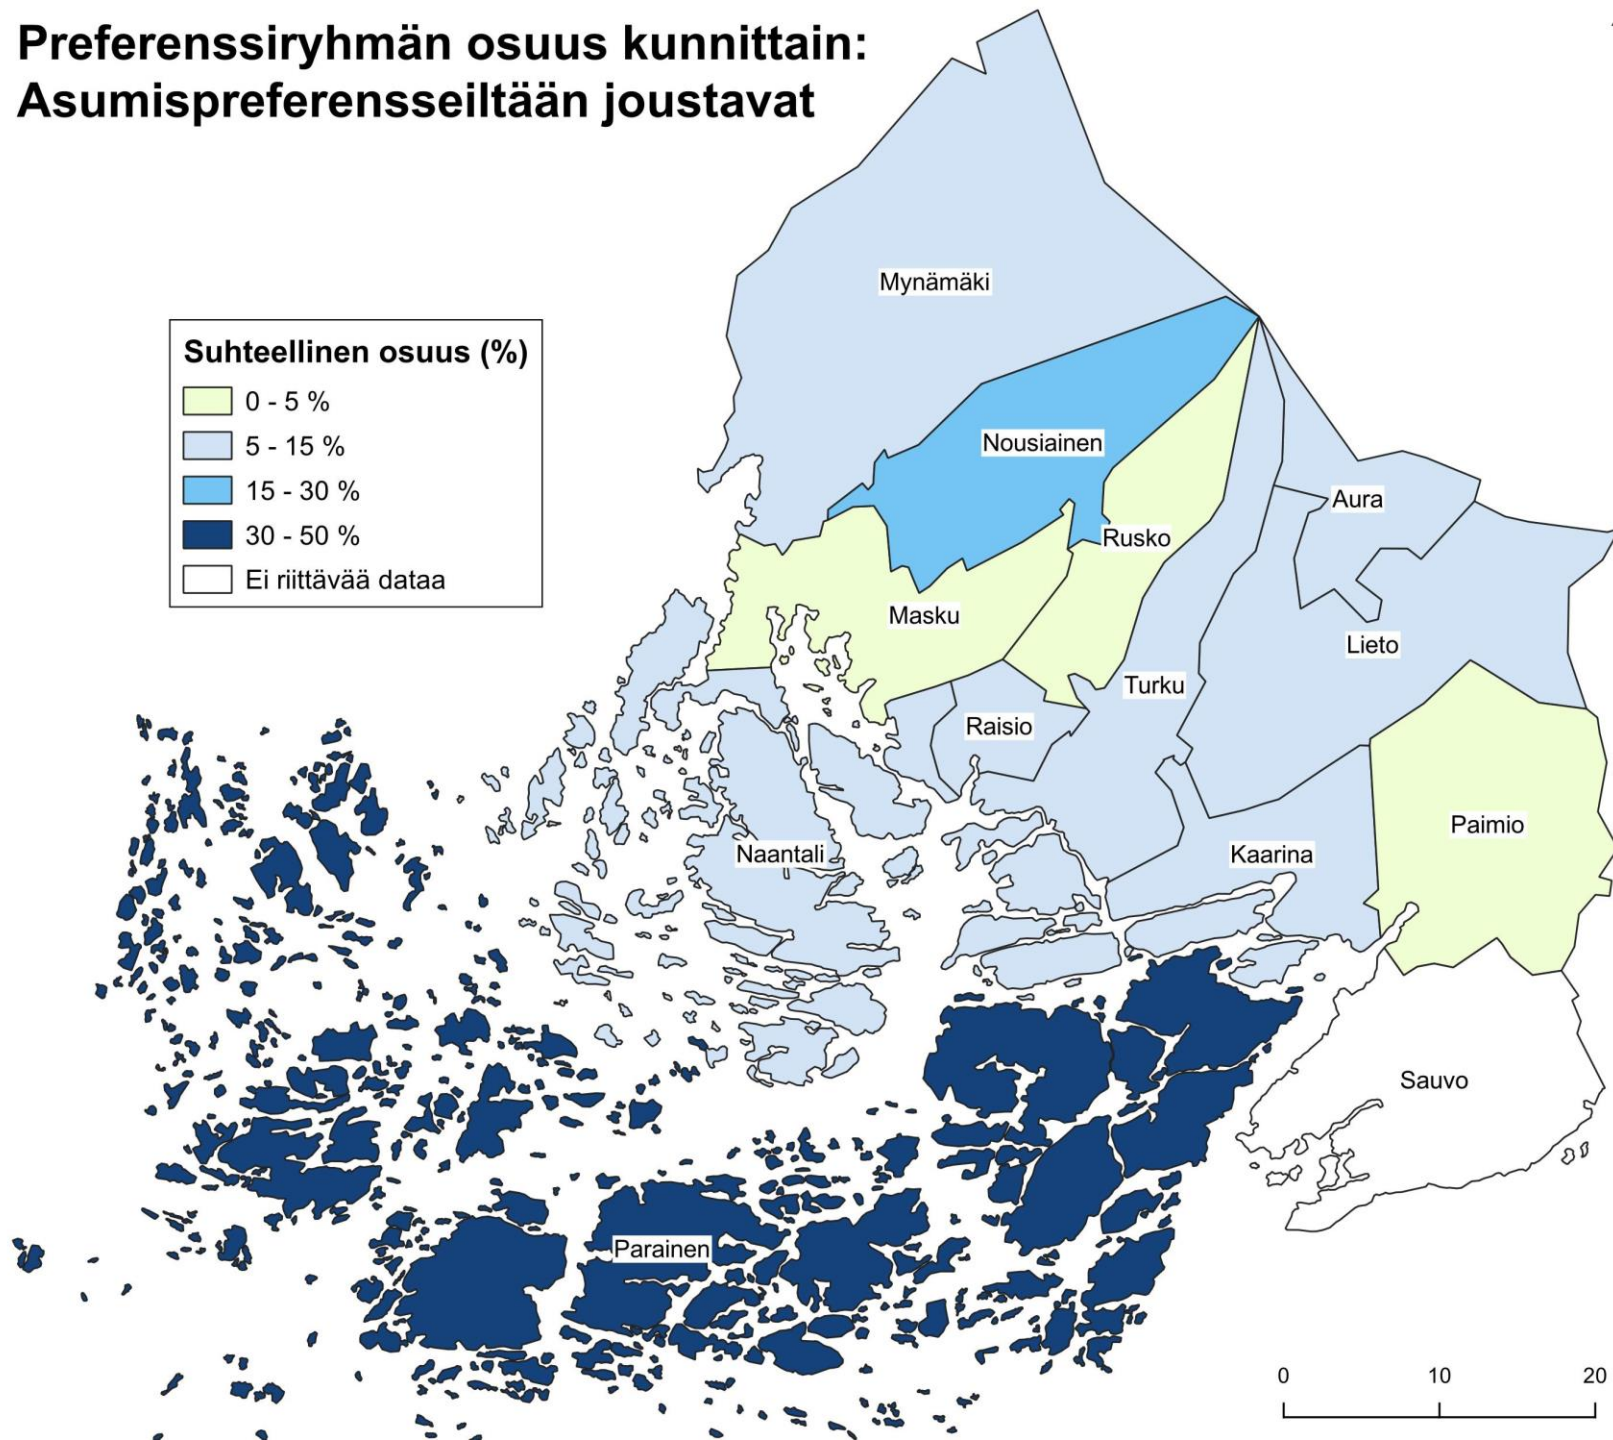 Preferenssiryhmän osuus kunnittain:
Asumispreferensseiltään joustavat
Mynämäki
Suhteellinen osuus (%)
0 - 5 %
5 - 15 %
15 - 30 %
30 - 50 %
Ei riittävää dataa
Nousiainen
Aura
Rusko
Masku
Lieto
Turku
Raisio
Paimio
Naantali
Kaarina
Sauvo
Parainen
0 10 20